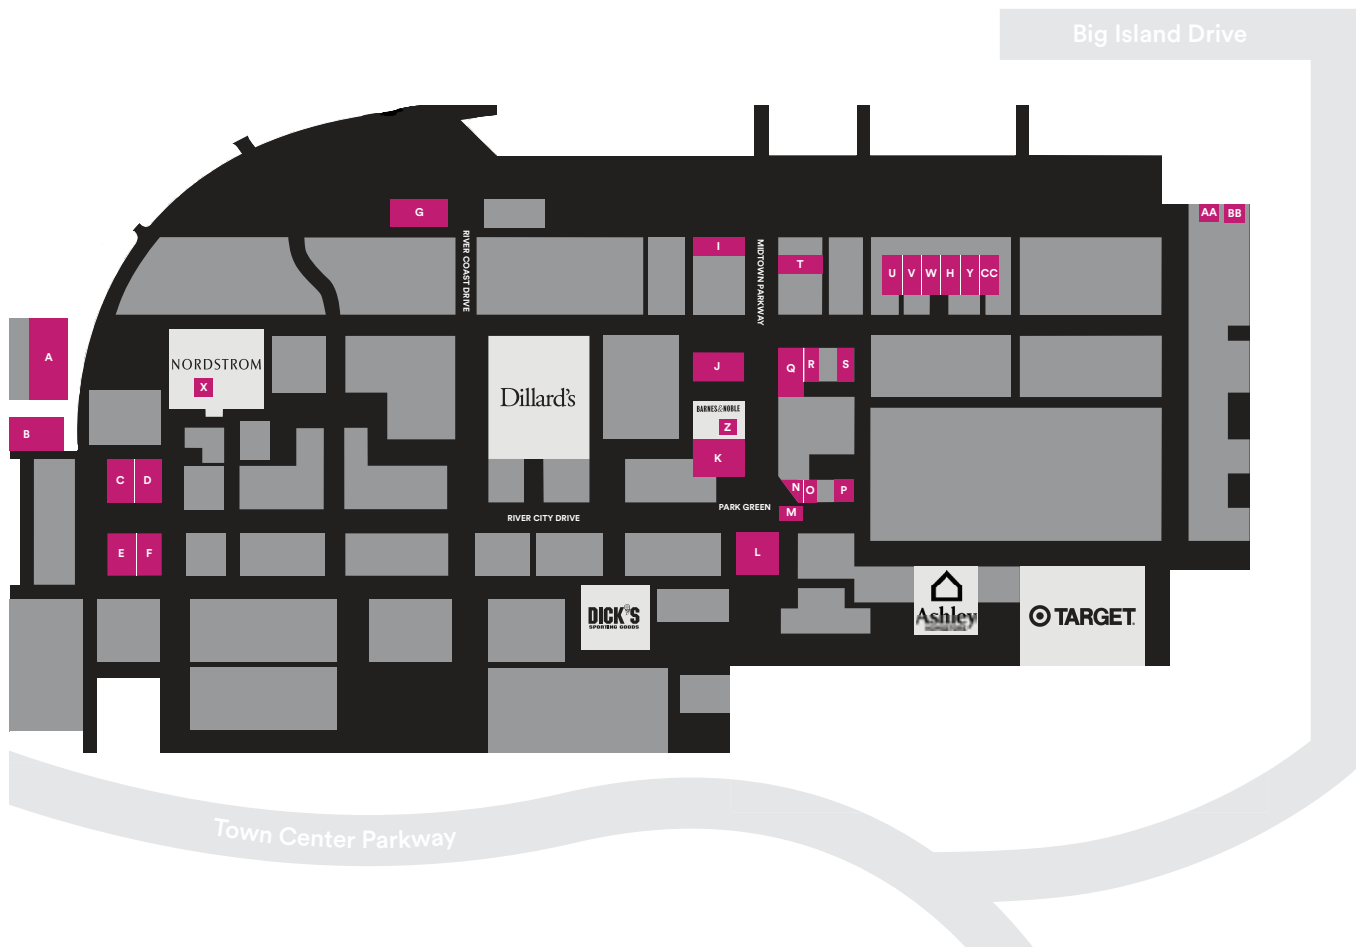 Big Island Drive
G
AA
BB
RIVER COAST DRIVE
I
MIDTOWN PARKWAY
T
U
V
W
H
Y
CC
A
NORDSTROM
X
Dillard's
J
Q
R
S
BARNES&NOBLE
Z
B
K
C
D
N
O
P
PARK GREEN
M
RIVER CITY DRIVE
E
F
L
DICK'S
SPORTING GOODS
Ashley
HOMESTORE
TARGET
Town Center Parkway